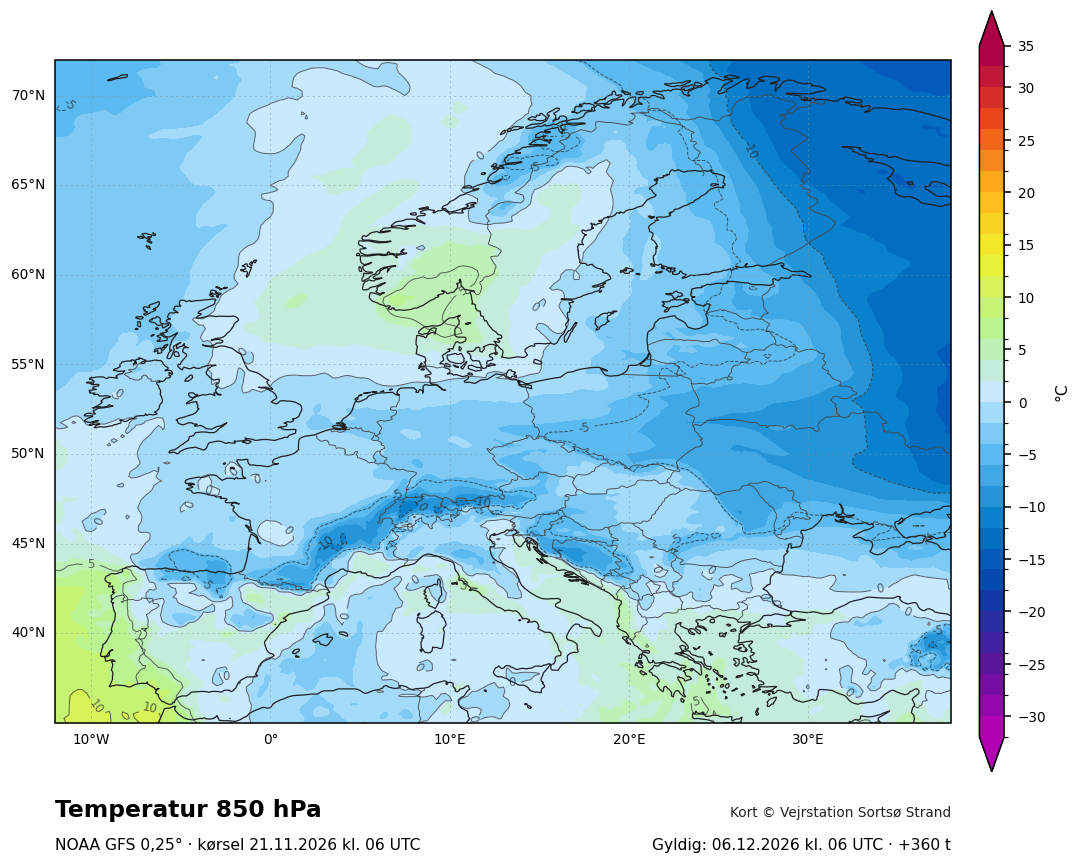 35
30
25
20
15
10
5
0
−5
−10
−15
−20
−25
−30
°C
70°N
65°N
60°N
55°N
50°N
45°N
40°N
10°W 0° 10°E 20°E 30°E
Temperatur 850 hPa
Kort © Vejrstation Sortsø Strand
NOAA GFS 0,25° · kørsel 21.11.2026 kl. 06 UTC
Gyldig: 06.12.2026 kl. 06 UTC · +360 t